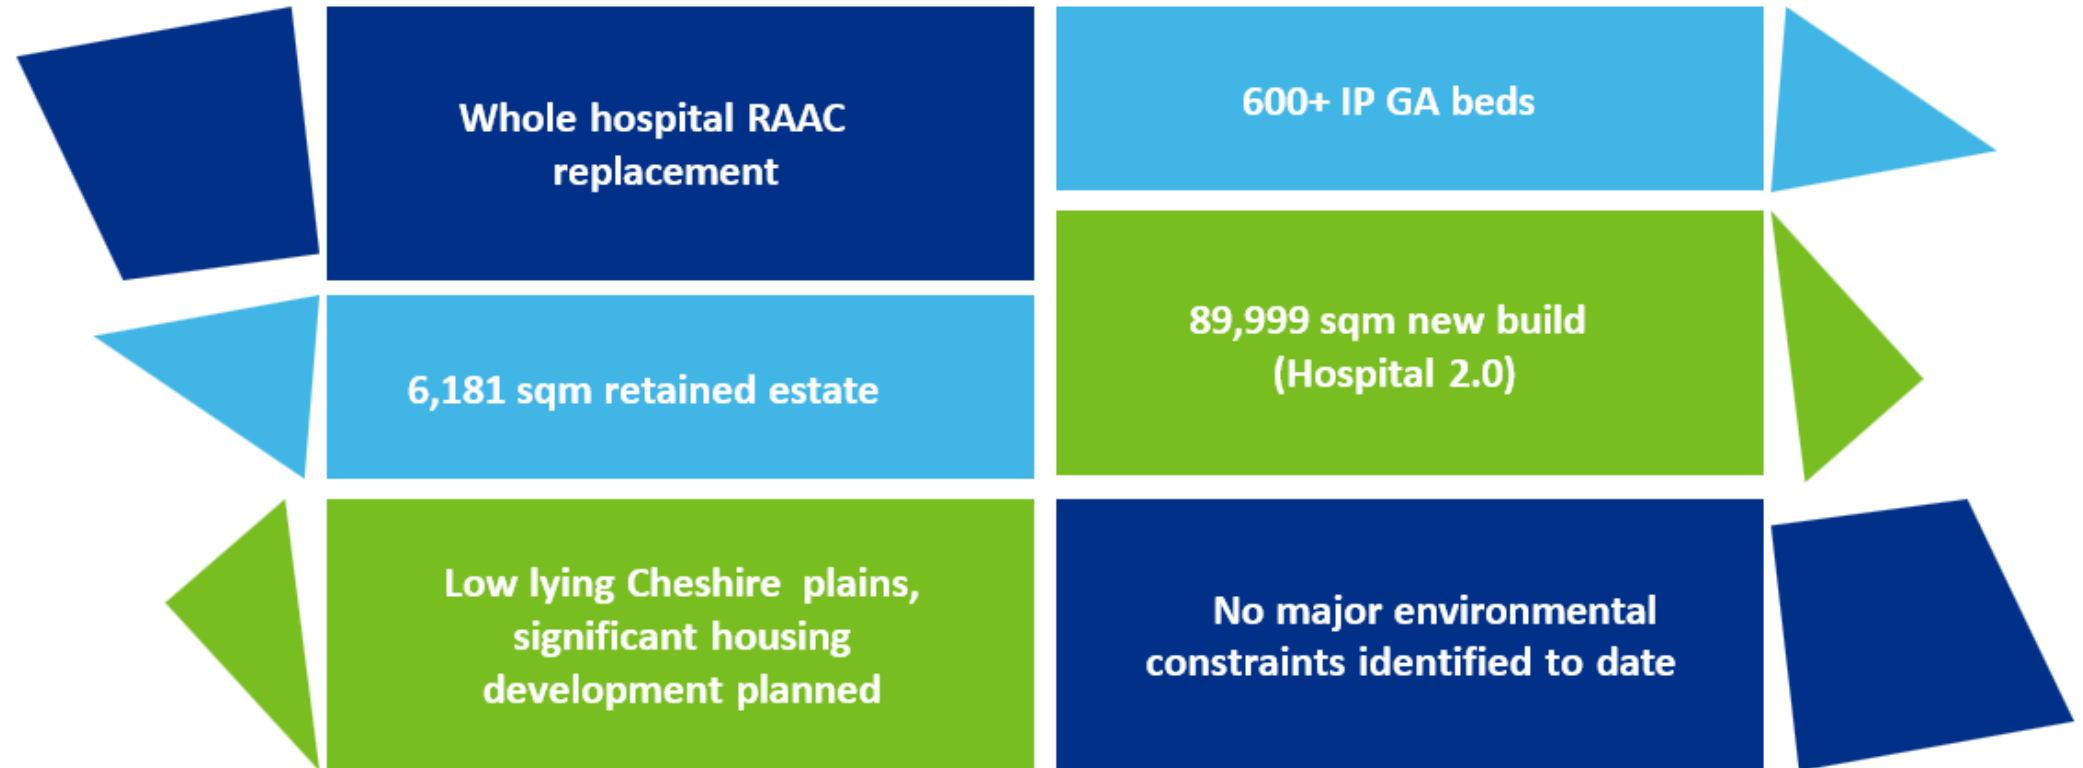 Whole hospital RAAC
replacement
6,181 sqm retained estate
Low lying Cheshire  plains,
significant housing
development planned
600+ IP GA beds
89,999 sqm new build
(Hospital 2.0)
No major environmental
constraints identified to date